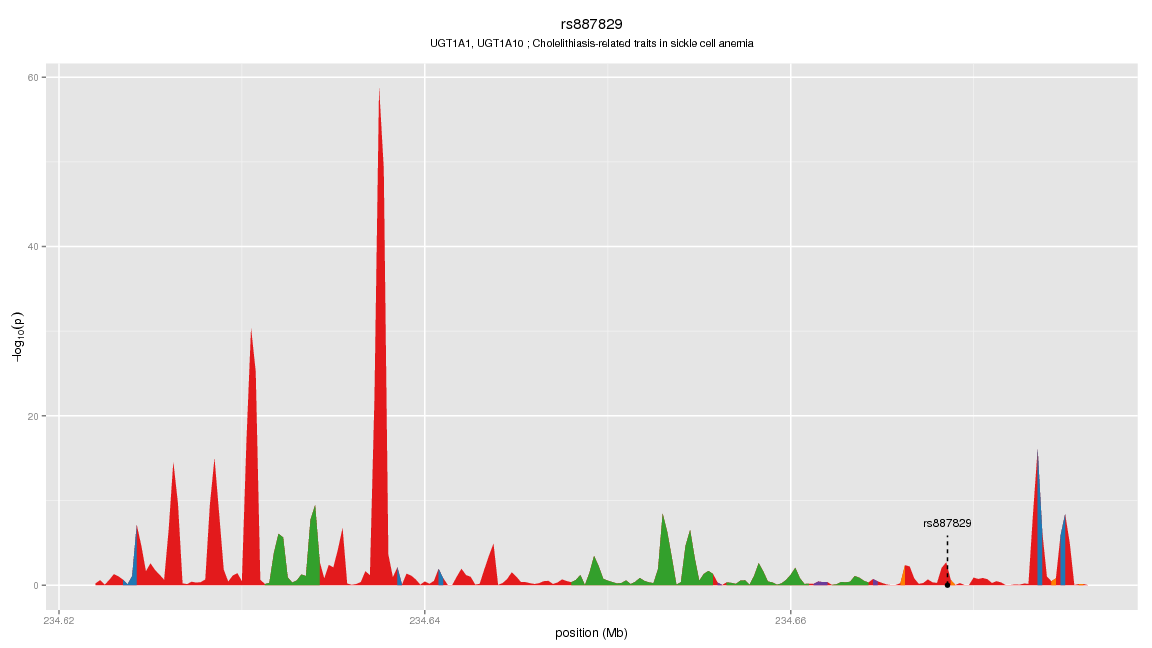 rs887829
UGT1A1, UGT1A10 ; Cholelithiasis-related traits in sickle cell anemia
60
40
20
0
−log10(p)
rs887829
234.62
234.64
234.66
position (Mb)